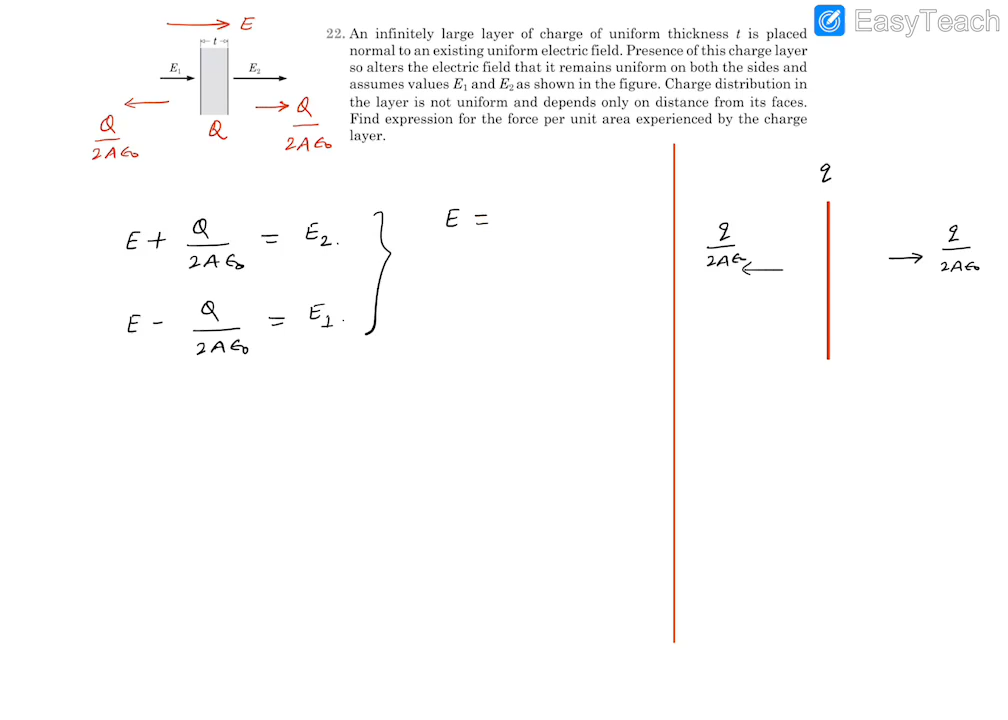 EasyTeach
E
t
E₁ E₂
Q/2Aε₀ Q Q/2Aε₀
22. An infinitely large layer of charge of uniform thickness t is placed
normal to an existing uniform electric field. Presence of this charge layer
so alters the electric field that it remains uniform on both the sides and
assumes values E₁ and E₂ as shown in the figure. Charge distribution in
the layer is not uniform and depends only on distance from its faces.
Find expression for the force per unit area experienced by the charge
layer.
E + Q/2Aε₀ = E₂.
E - Q/2Aε₀ = E₁.
E =
q
q/2Aε q/2Aε₀